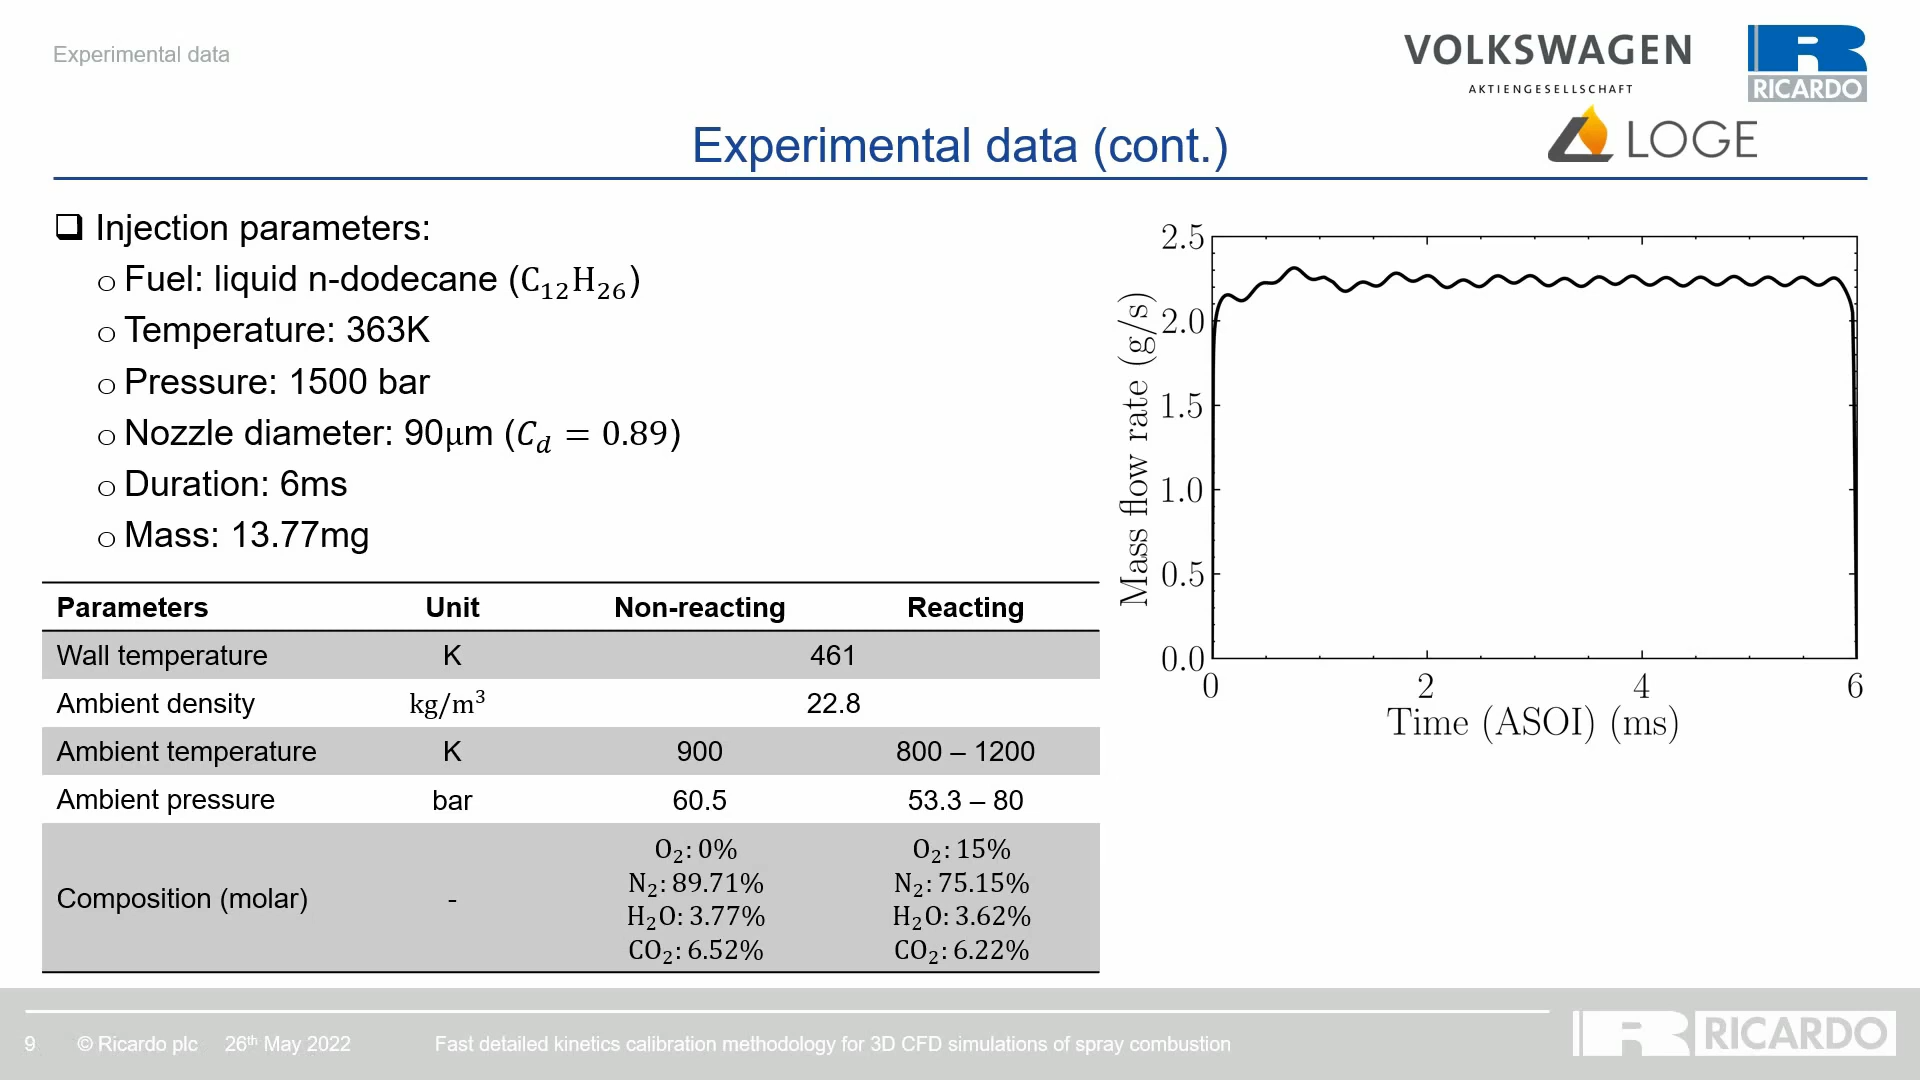 Experimental data
VOLKSWAGEN
AKTIENGESELLSCHAFT
RICARDO
LOGE
Experimental data (cont.)
Injection parameters:
Fuel: liquid n-dodecane (C₁₂H₂₆)
Temperature: 363K
Pressure: 1500 bar
Nozzle diameter: 90μm (C_d = 0.89)
Duration: 6ms
Mass: 13.77mg
Parameters Unit Non-reacting Reacting
Wall temperature K 461
Ambient density kg/m³ 22.8
Ambient temperature K 900 800 – 1200
Ambient pressure bar 60.5 53.3 – 80
Composition (molar) -
O₂: 0% O₂: 15%
N₂: 89.71% N₂: 75.15%
H₂O: 3.77% H₂O: 3.62%
CO₂: 6.52% CO₂: 6.22%
Mass flow rate (g/s)
2.5
2.0
1.5
1.0
0.5
0.0
0 2 4 6
Time (ASOI) (ms)
9 © Ricardo plc 26th May 2022 Fast detailed kinetics calibration methodology for 3D CFD simulations of spray combustion
RICARDO